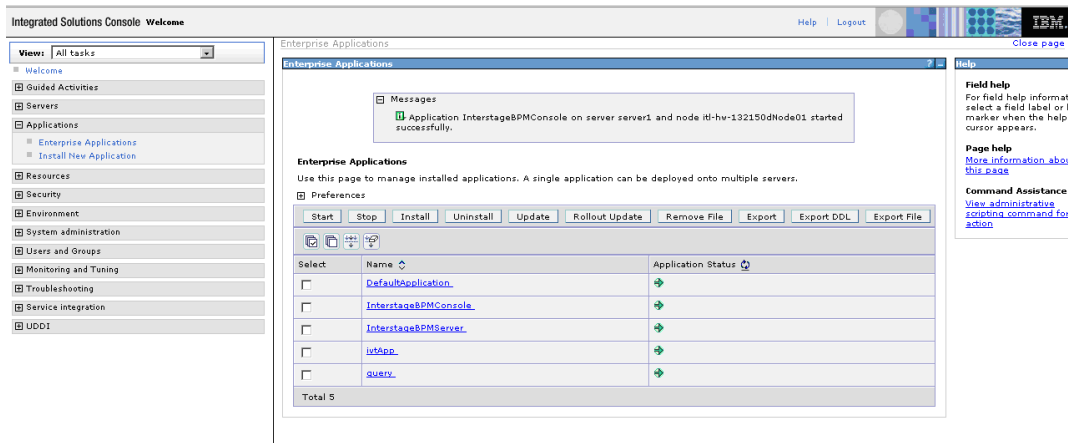 Integrated Solutions Console Welcome
Help | Logout
IBM.
View: All tasks
Welcome
Guided Activities
Servers
Applications
Enterprise Applications
Install New Application
Resources
Security
Environment
System administration
Users and Groups
Monitoring and Tuning
Troubleshooting
Service integration
UDDI
Enterprise Applications
Close page
Enterprise Applications ? –
Messages
Application InterstageBPMConsole on server server1 and node itl-hw-132150dNode01 started
successfully.
Enterprise Applications
Use this page to manage installed applications. A single application can be deployed onto multiple servers.
Preferences
Start Stop Install Uninstall Update Rollout Update Remove File Export Export DDL Export File
Select Name Application Status
DefaultApplication
InterstageBPMConsole
InterstageBPMServer
ivtApp
query
Total 5
Help
Field help
For field help informat
select a field label or
marker when the help
cursor appears.
Page help
More information abou
this page
Command Assistance
View administrative
scripting command for
action